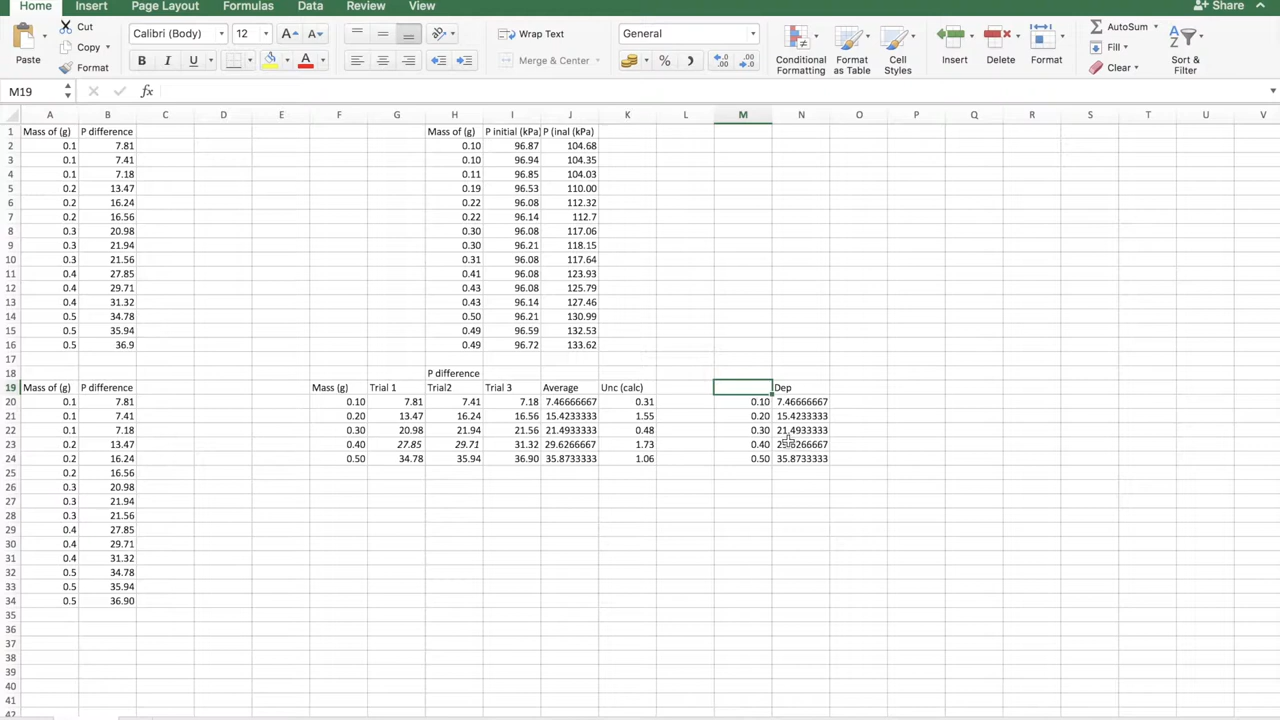 Home Insert Page Layout Formulas Data Review View Share
Cut Calibri (Body) 12 A A Wrap Text General AutoSum
Paste Copy Fill
Format B I U A Merge & Center % Conditional Formatting Format as Table Cell Styles Insert Delete Format Clear Sort & Filter
M19 fx
A B C D E F G H I J K L M N O P Q R S T U V
1 Mass of (g) P difference Mass of (g) P initial (kPa) P (inal (kPa)
2 0.1 7.81 0.10 96.87 104.68
3 0.1 7.41 0.10 96.94 104.35
4 0.1 7.18 0.11 96.85 104.03
5 0.2 13.47 0.19 96.53 110.00
6 0.2 16.24 0.22 96.08 112.32
7 0.2 16.56 0.22 96.14 112.7
8 0.3 20.98 0.30 96.08 117.06
9 0.3 21.94 0.30 96.21 118.15
10 0.3 21.56 0.31 96.08 117.64
11 0.4 27.85 0.41 96.08 123.93
12 0.4 29.71 0.43 96.08 125.79
13 0.4 31.32 0.43 96.14 127.46
14 0.5 34.78 0.50 96.21 130.99
15 0.5 35.94 0.49 96.59 132.53
16 0.5 36.9 0.49 96.72 133.62
17
18 P difference
19 Mass of (g) P difference Mass (g) Trial 1 Trial2 Trial 3 Average Unc (calc) Dep
20 0.1 7.81 0.10 7.81 7.41 7.18 7.46666667 0.31 0.10 7.46666667
21 0.1 7.41 0.20 13.47 16.24 16.56 15.4233333 1.55 0.20 15.4233333
22 0.1 7.18 0.30 20.98 21.94 21.56 21.4933333 0.48 0.30 21.4933333
23 0.2 13.47 0.40 27.85 29.71 31.32 29.6266667 1.73 0.40
24 0.2 16.24 0.50 34.78 35.94 36.90 35.8733333 1.06 0.50 35.8733333
25 0.2 16.56
26 0.3 20.98
27 0.3 21.94
28 0.3 21.56
29 0.4 27.85
30 0.4 29.71
31 0.4 31.32
32 0.5 34.78
33 0.5 35.94
34 0.5 36.90
35
36
37
38
39
40
41
42